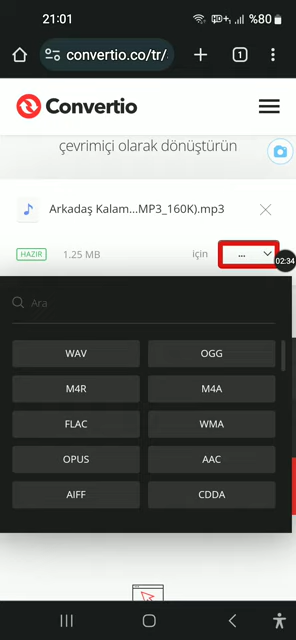 21:01
%80
convertio.co/tr/
1
Convertio
çevrimiçi olarak dönüştürün
Arkadaş Kalam...MP3_160K).mp3
HAZIR
1.25 MB
için
...
02:34
Ara
WAV
OGG
M4R
M4A
FLAC
WMA
OPUS
AAC
AIFF
CDDA